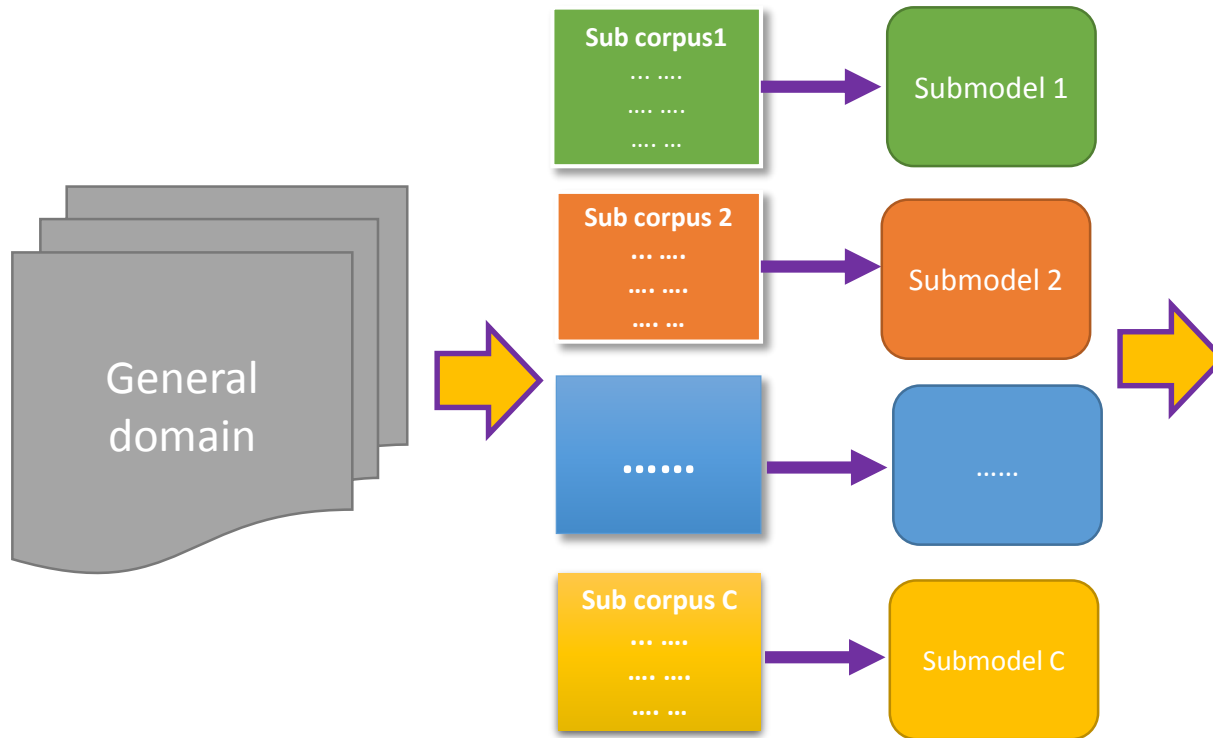 General
domain
Sub corpus1
... ....
.... ....
.... ...
Submodel 1
Sub corpus 2
... ....
.... ....
.... ...
Submodel 2
......
......
Sub corpus C
... ....
.... ....
.... ...
Submodel C